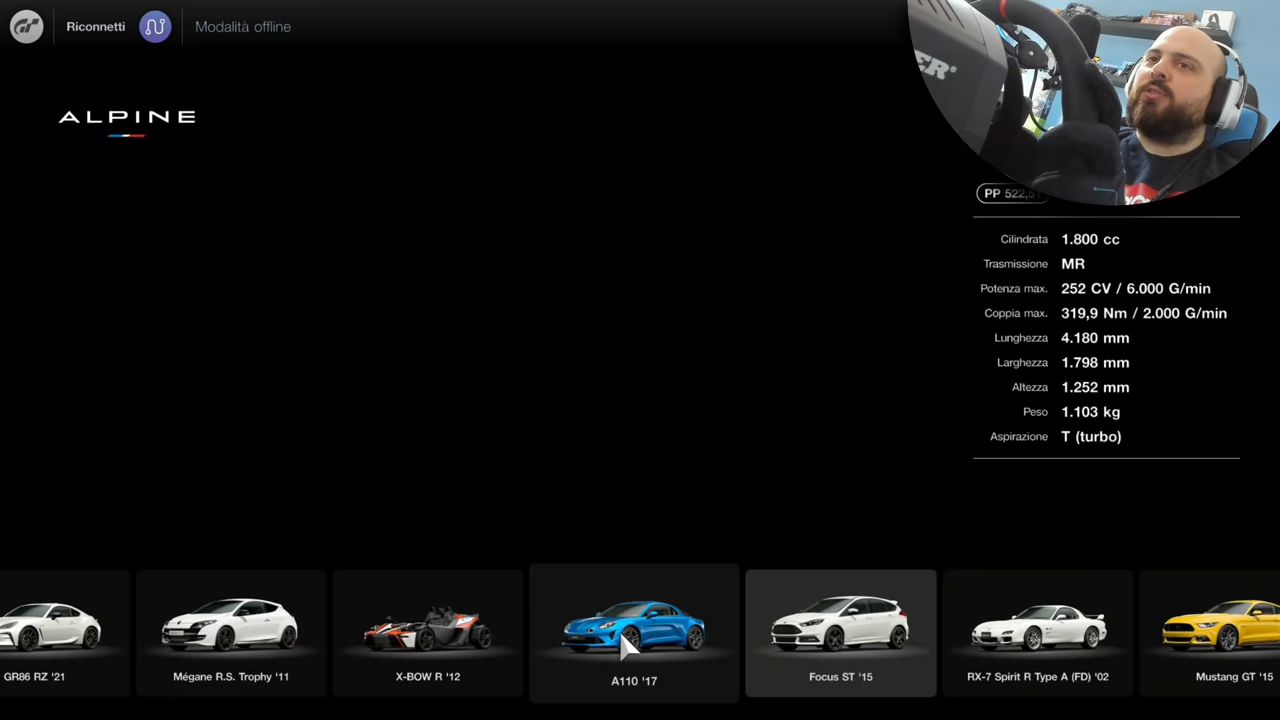 Riconnetti
Modalità offline
ALPINE
PP 522,5
Cilindrata 1.800 cc
Trasmissione MR
Potenza max. 252 CV / 6.000 G/min
Coppia max. 319,9 Nm / 2.000 G/min
Lunghezza 4.180 mm
Larghezza 1.798 mm
Altezza 1.252 mm
Peso 1.103 kg
Aspirazione T (turbo)
GR86 RZ '21
Mégane R.S. Trophy '11
X-BOW R '12
A110 '17
Focus ST '15
RX-7 Spirit R Type A (FD) '02
Mustang GT '15